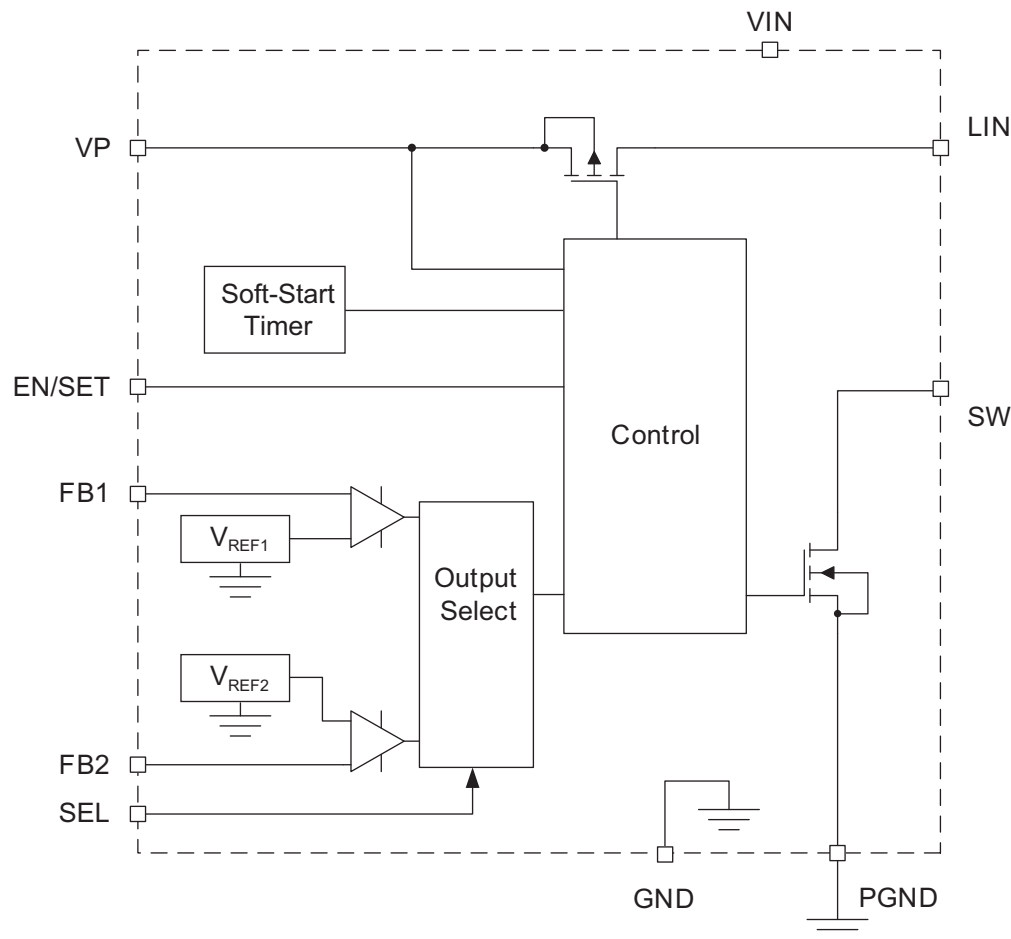 VIN
VP
LIN
Soft-Start
Timer
EN/SET
Control
SW
FB1
VREF1
Output
Select
VREF2
FB2
SEL
GND
PGND